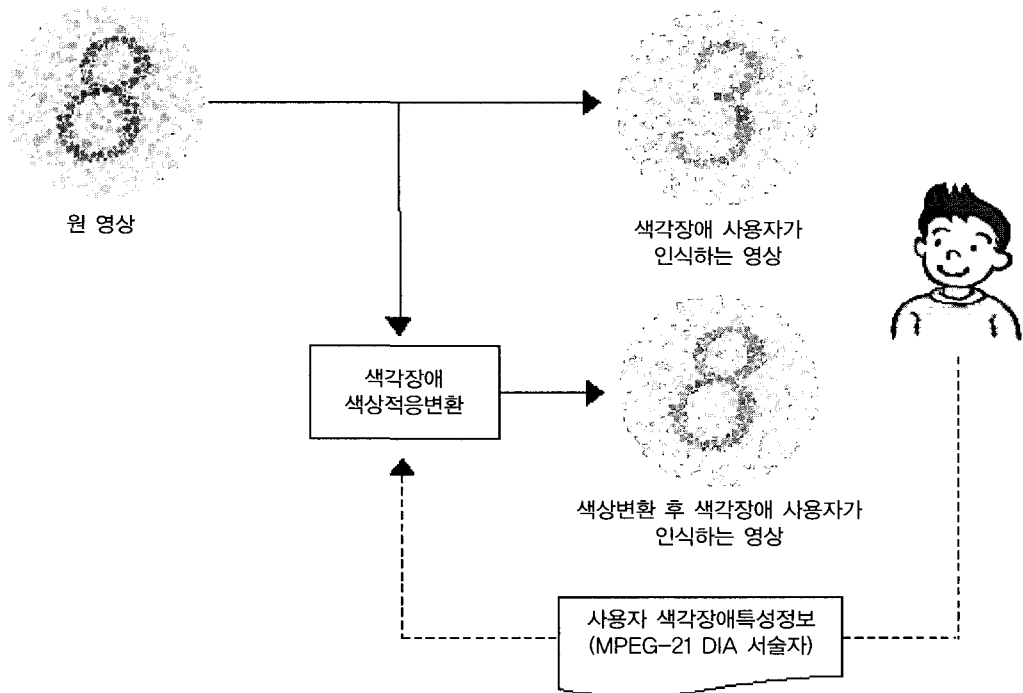 원 영상
색각장애 사용자가
인식하는 영상
색각장애
색상적응변환
색상변환 후 색각장애 사용자가
인식하는 영상
사용자 색각장애특성정보
(MPEG-21 DIA 서술자)